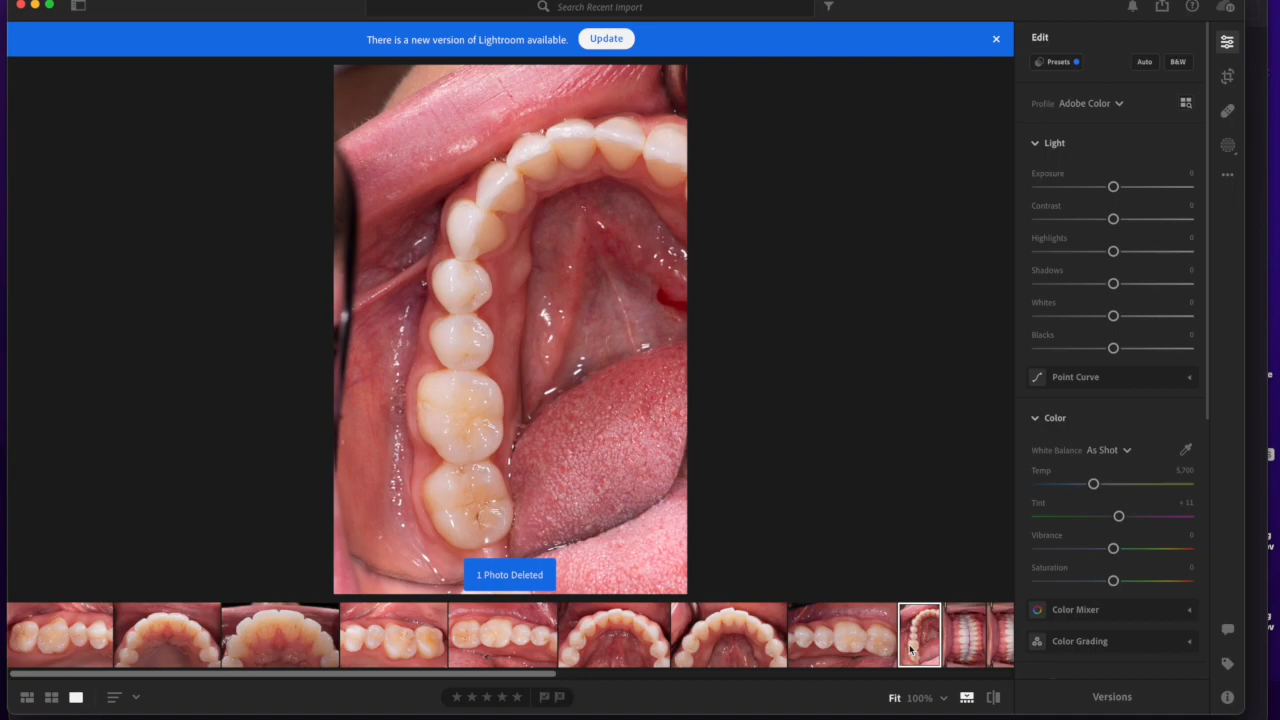 Search Recent Import
There is a new version of Lightroom available.
Update
Edit
Presets
Auto
B&W
Profile Adobe Color
Light
Exposure 0
Contrast 0
Highlights 0
Shadows 0
Whites 0
Blacks 0
Point Curve
Color
White Balance As Shot
Temp 5,700
Tint + 11
Vibrance 0
Saturation 0
1 Photo Deleted
Color Mixer
Color Grading
Fit 100%
Versions